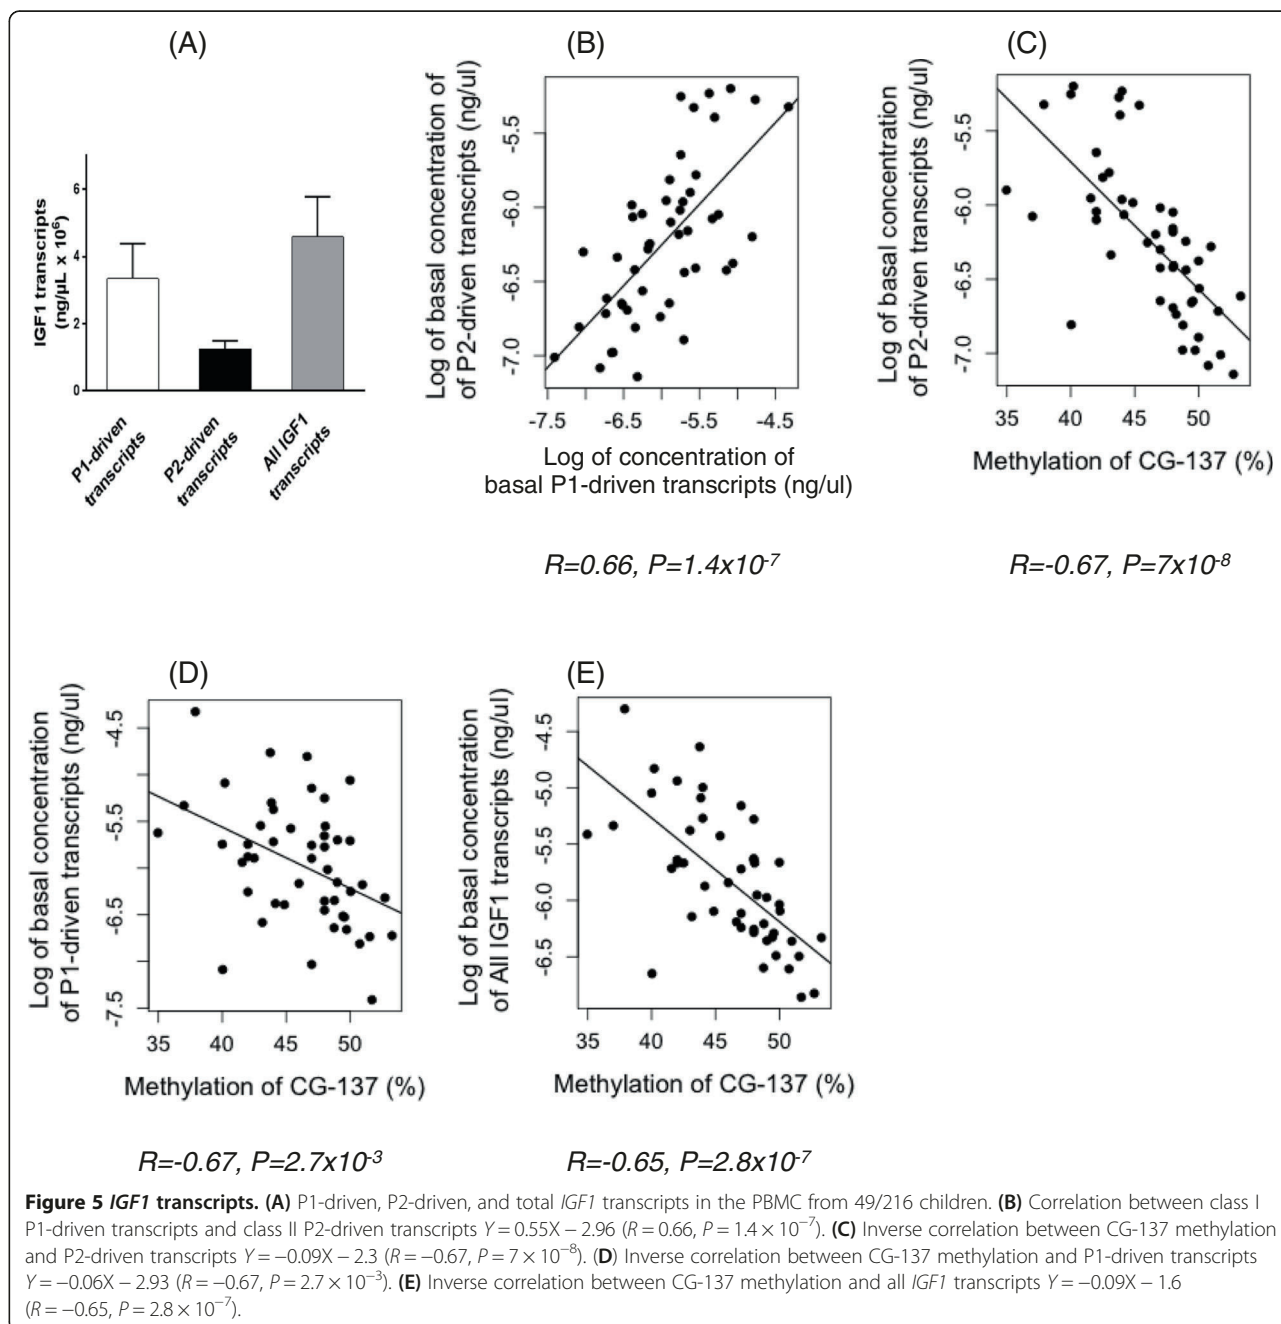 (A)
IGF1 transcripts
(ng/µL x 10⁶)
6
4
2
0
P1-driven
transcripts
P2-driven
transcripts
All IGF1
transcripts
(B)
Log of basal concentration of
of P2-driven transcripts (ng/ul)
-5.5
-6.0
-6.5
-7.0
-7.5
-6.5
-5.5
-4.5
Log of concentration of
basal P1-driven transcripts (ng/ul)
R=0.66, P=1.4x10⁻⁷
(C)
Log of basal concentration
of P2-driven transcripts (ng/ul)
-5.5
-6.0
-6.5
-7.0
35
40
45
50
Methylation of CG-137 (%)
R=-0.67, P=7x10⁻⁸
(D)
Log of basal concentration
of P1-driven transcripts (ng/ul)
-4.5
-5.5
-6.5
-7.5
35
40
45
50
Methylation of CG-137 (%)
R=-0.67, P=2.7x10⁻³
(E)
Log of basal concentration
of All IGF1 transcripts (ng/ul)
-4.5
-5.0
-5.5
-6.0
-6.5
35
40
45
50
Methylation of CG-137 (%)
R=-0.65, P=2.8x10⁻⁷
Figure 5 IGF1 transcripts. (A) P1-driven, P2-driven, and total IGF1 transcripts in the PBMC from 49/216 children. (B) Correlation between class I
P1-driven transcripts and class II P2-driven transcripts Y = 0.55X − 2.96 (R = 0.66, P = 1.4 × 10⁻⁷). (C) Inverse correlation between CG-137 methylation
and P2-driven transcripts Y = −0.09X − 2.3 (R = −0.67, P = 7 × 10⁻⁸). (D) Inverse correlation between CG-137 methylation and P1-driven transcripts
Y = −0.06X − 2.93 (R = −0.67, P = 2.7 × 10⁻³). (E) Inverse correlation between CG-137 methylation and all IGF1 transcripts Y = −0.09X − 1.6
(R = −0.65, P = 2.8 × 10⁻⁷).